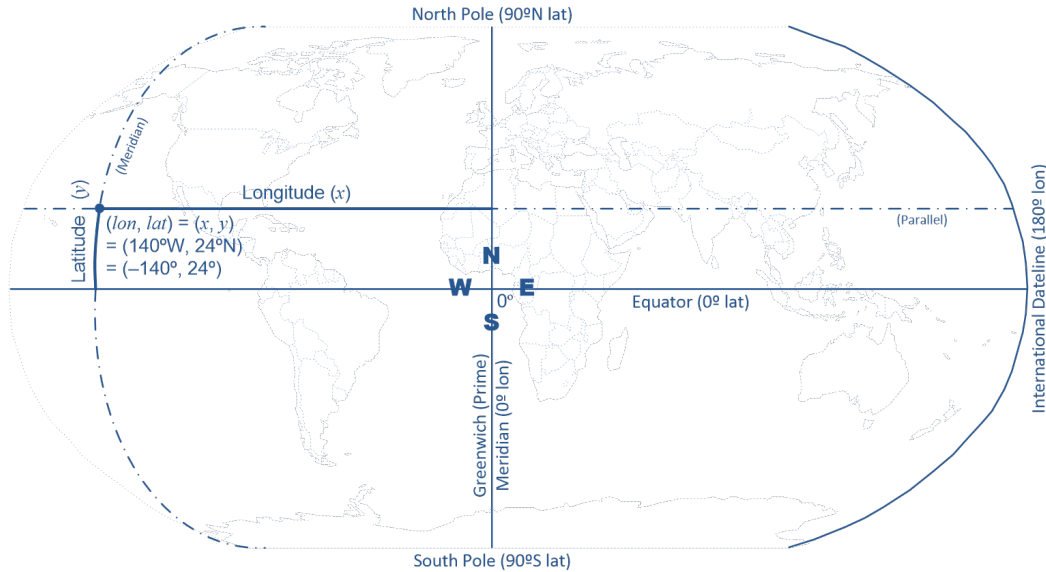 North Pole (90ºN lat)
(Meridian)
Longitude (x)
Latitude (y)
(lon, lat) = (x, y)
= (140ºW, 24ºN)
= (–140º, 24º)
(Parallel)
N
W
E
0º
S
Equator (0º lat)
International Dateline (180º lon)
Greenwich (Prime)
Meridian (0º lon)
South Pole (90ºS lat)